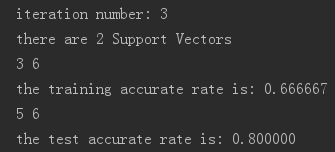 iteration number: 3
there are 2 Support Vectors
3 6
the training accurate rate is: 0.666667
5 6
the test accurate rate is: 0.800000